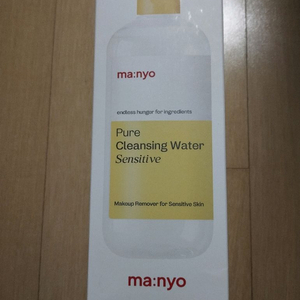 ma:nyo
endless hunger for ingredients
Pure
Cleansing Water
Sensitive
Makeup Remover for Sensitive Skin
ma:nyo